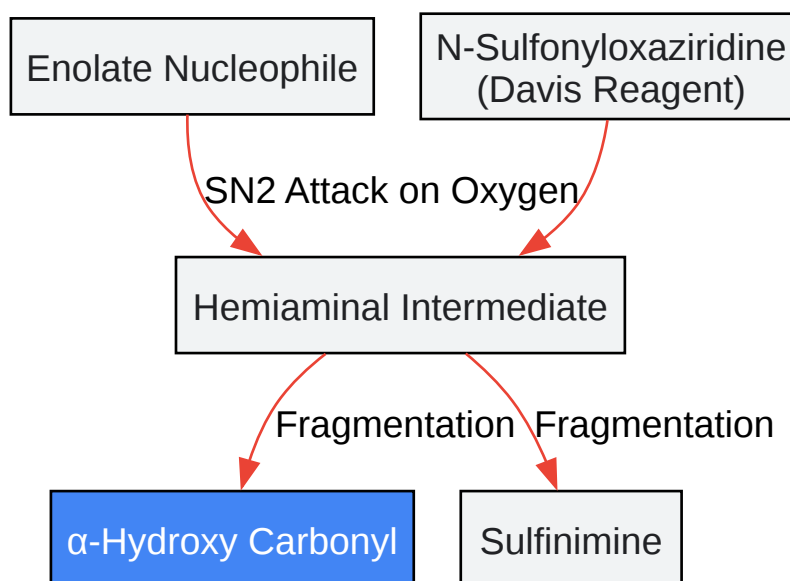 Enolate Nucleophile
N-Sulfonyloxaziridine
(Davis Reagent)
SN2 Attack on Oxygen
Hemiaminal Intermediate
Fragmentation
Fragmentation
α-Hydroxy Carbonyl
Sulfinimine